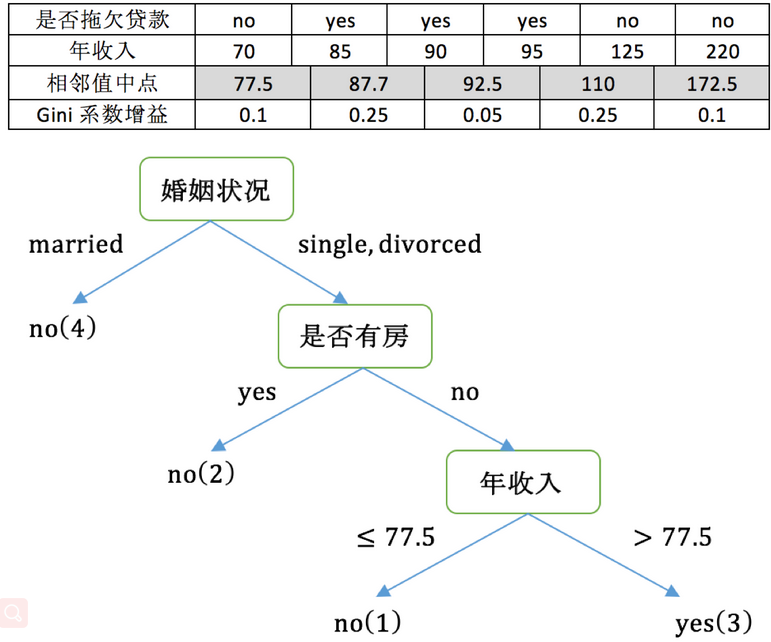 是否拖欠贷款 no yes yes yes no no
年收入 70 85 90 95 125 220
相邻值中点 77.5 87.7 92.5 110 172.5
Gini 系数增益 0.1 0.25 0.05 0.25 0.1
婚姻状况
married single, divorced
no(4) 是否有房
yes no
no(2) 年收入
≤ 77.5 > 77.5
no(1) yes(3)